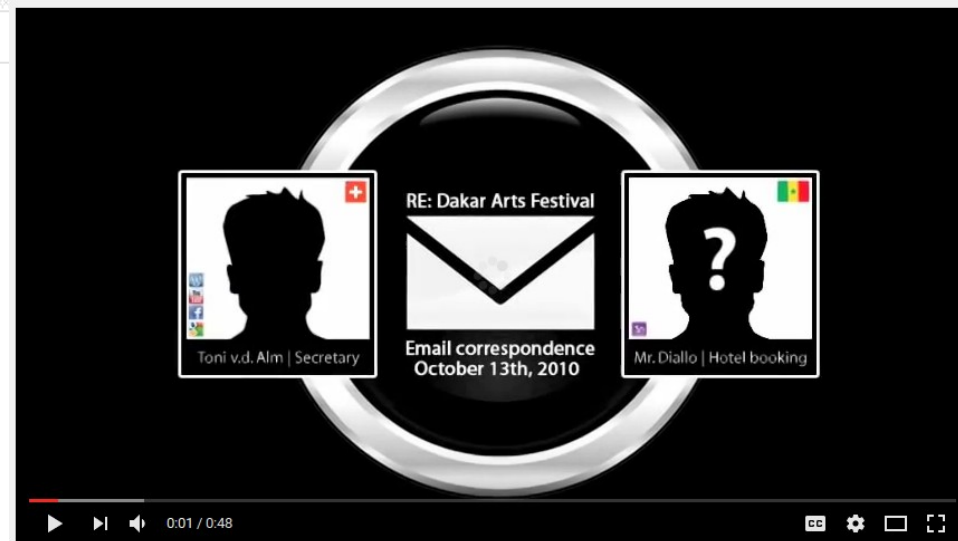 RE: Dakar Arts Festival
?
Toni v.d. Alm | Secretary
Email correspondence
October 13th, 2010
Mr. Diallo | Hotel booking
0:01 / 0:48
CC